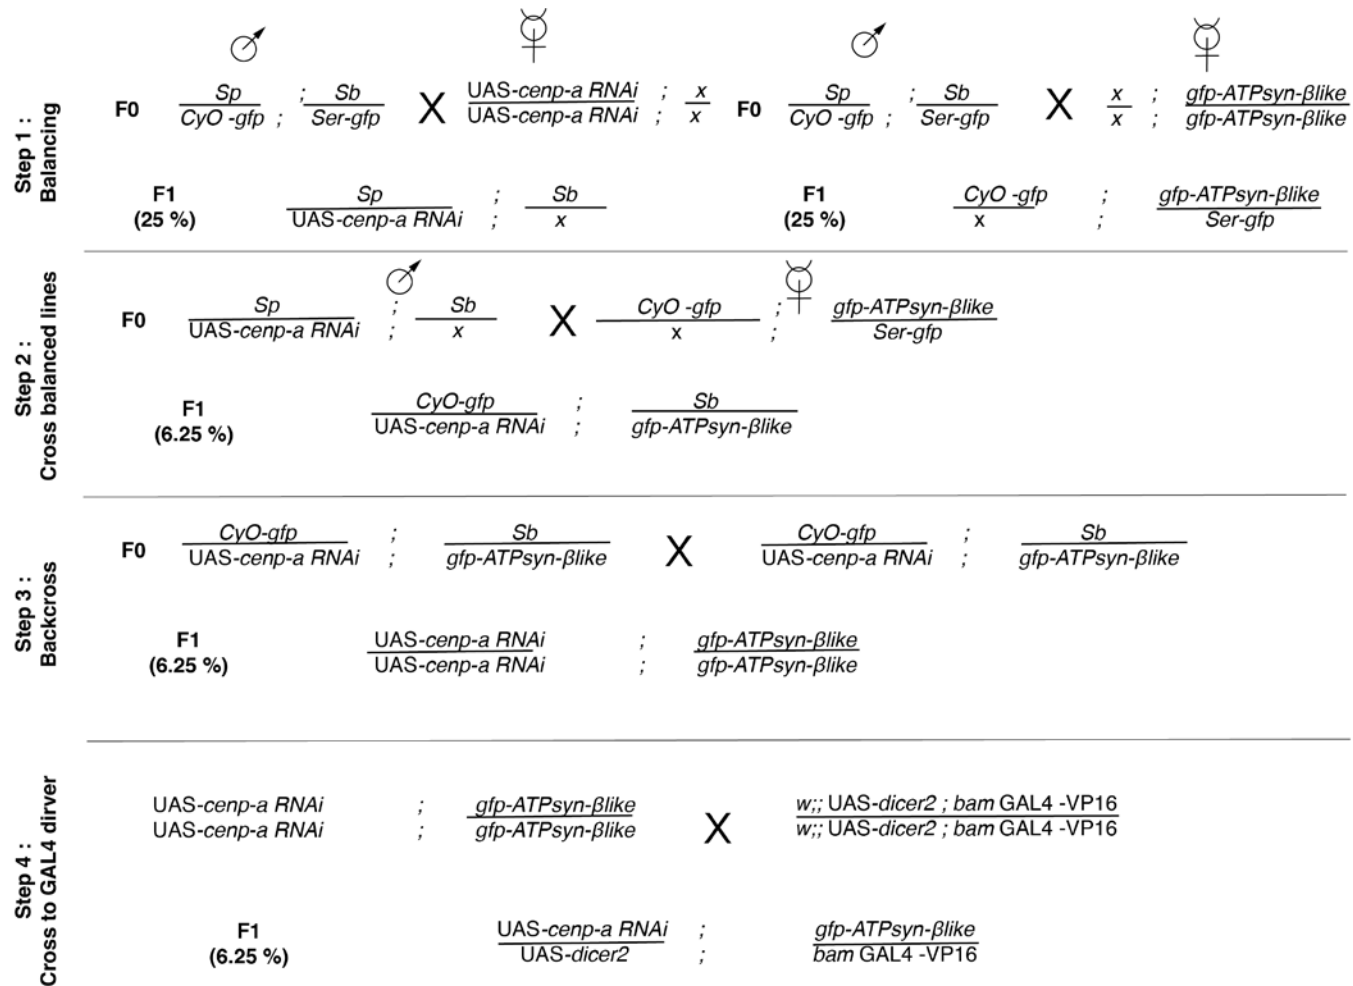 Step 1 :
Balancing
F0
Sp ; Sb
CyO -gfp ; Ser-gfp
X
UAS-cenp-a RNAi ; x
UAS-cenp-a RNAi ; x
F0
Sp ; Sb
CyO -gfp ; Ser-gfp
X
x ; gfp-ATPsyn-βlike
x ; gfp-ATPsyn-βlike
F1
(25 %)
Sp ; Sb
UAS-cenp-a RNAi ; x
F1
(25 %)
CyO -gfp ; gfp-ATPsyn-βlike
x ; Ser-gfp
Step 2 :
Cross balanced lines
F0
Sp ; Sb
UAS-cenp-a RNAi ; x
X
CyO -gfp ; gfp-ATPsyn-βlike
x ; Ser-gfp
F1
(6.25 %)
CyO-gfp ; Sb
UAS-cenp-a RNAi ; gfp-ATPsyn-βlike
Step 3 :
Backcross
F0
CyO-gfp ; Sb
UAS-cenp-a RNAi ; gfp-ATPsyn-βlike
X
CyO-gfp ; Sb
UAS-cenp-a RNAi ; gfp-ATPsyn-βlike
F1
(6.25 %)
UAS-cenp-a RNAi ; gfp-ATPsyn-βlike
UAS-cenp-a RNAi ; gfp-ATPsyn-βlike
Step 4 :
Cross to GAL4 dirver
UAS-cenp-a RNAi ; gfp-ATPsyn-βlike
UAS-cenp-a RNAi ; gfp-ATPsyn-βlike
X
w;; UAS-dicer2 ; bam GAL4 -VP16
w;; UAS-dicer2 ; bam GAL4 -VP16
F1
(6.25 %)
UAS-cenp-a RNAi ; gfp-ATPsyn-βlike
UAS-dicer2 ; bam GAL4 -VP16